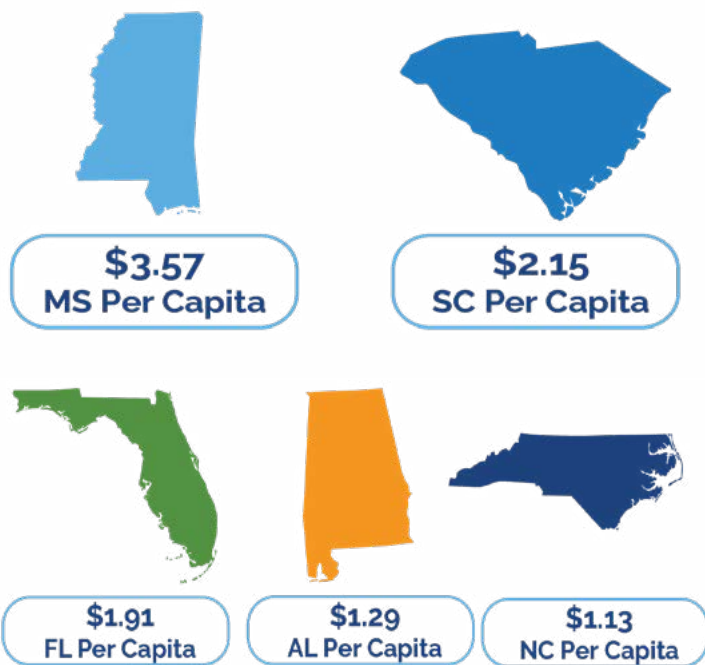 $3.57
MS Per Capita
$2.15
SC Per Capita
$1.91
FL Per Capita
$1.29
AL Per Capita
$1.13
NC Per Capita